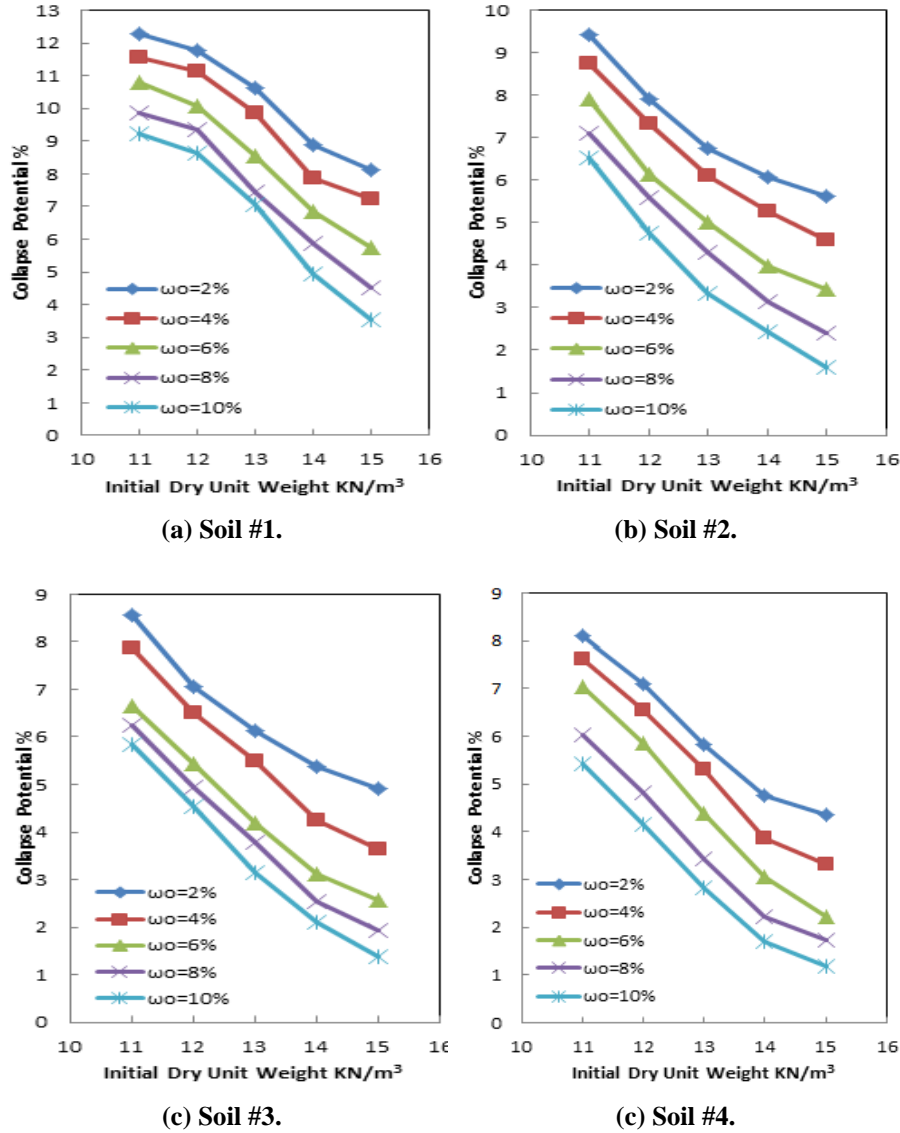 13
12
11
10
9
8
7
6
5
4
3
2
1
0
Collapse Potential %
ωo=2%
ωo=4%
ωo=6%
ωo=8%
ωo=10%
10 11 12 13 14 15 16
Initial Dry Unit Weight KN/m³
(a) Soil #1.
10
9
8
7
6
5
4
3
2
1
0
Collapse Potential %
ωo=2%
ωo=4%
ωo=6%
ωo=8%
ωo=10%
10 11 12 13 14 15 16
Initial Dry Unit Weight KN/m³
(b) Soil #2.
9
8
7
6
5
4
3
2
1
0
Collapse Potential %
ωo=2%
ωo=4%
ωo=6%
ωo=8%
ωo=10%
10 11 12 13 14 15 16
Initial Dry Unit Weight KN/m³
(c) Soil #3.
9
8
7
6
5
4
3
2
1
0
Collapse Potential %
ωo=2%
ωo=4%
ωo=6%
ωo=8%
ωo=10%
10 11 12 13 14 15 16
Initial Dry Unit Weight KN/m³
(c) Soil #4.